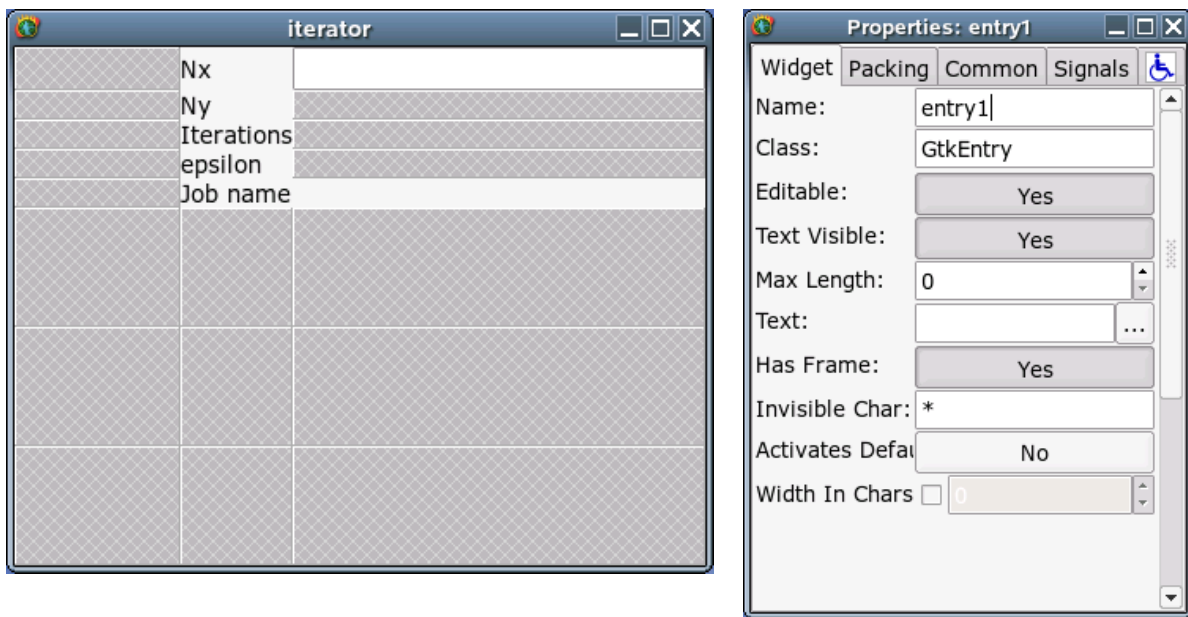 iterator
Nx
Ny
Iterations
epsilon
Job name
Properties: entry1
Widget Packing Common Signals
Name: entry1
Class: GtkEntry
Editable: Yes
Text Visible: Yes
Max Length: 0
Text: ...
Has Frame: Yes
Invisible Char: *
Activates Defau No
Width In Chars 0